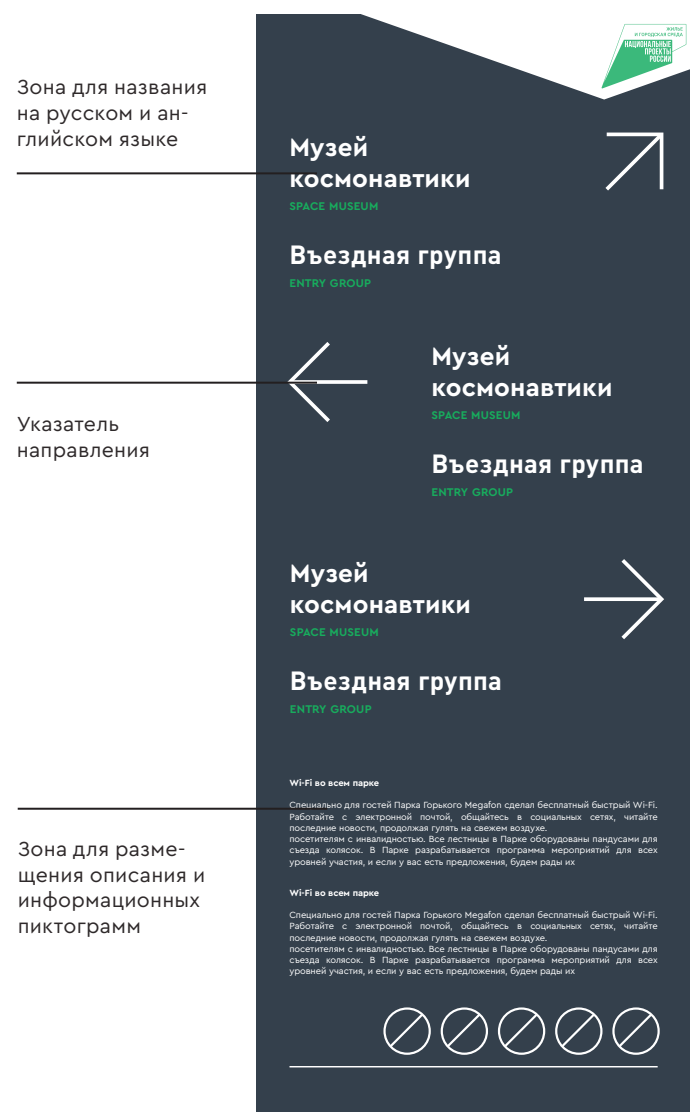 ЖИЛЬЕ
И ГОРОДСКАЯ СРЕДА
НАЦИОНАЛЬНЫЕ
ПРОЕКТЫ
РОССИИ
Зона для названия
на русском и ан-
глийском языке
Музей
космонавтики
SPACE MUSEUM
Въездная группа
ENTRY GROUP
Указатель
направления
Музей
космонавтики
SPACE MUSEUM
Въездная группа
ENTRY GROUP
Музей
космонавтики
SPACE MUSEUM
Въездная группа
ENTRY GROUP
Зона для разме-
щения описания и
информационных
пиктограмм
Wi-Fi во всем парке
Специально для гостей Парка Горького Megafon сделал бесплатный быстрый Wi-Fi.
Работайте с электронной почтой, общайтесь в социальных сетях, читайте
последние новости, продолжая гулять на свежем воздухе.
посетителям с инвалидностью. Все лестницы в Парке оборудованы пандусами для
съезда колясок. В Парке разрабатывается программа мероприятий для всех
уровней участия, и если у вас есть предложения, будем рады их
Wi-Fi во всем парке
Специально для гостей Парка Горького Megafon сделал бесплатный быстрый Wi-Fi.
Работайте с электронной почтой, общайтесь в социальных сетях, читайте
последние новости, продолжая гулять на свежем воздухе.
посетителям с инвалидностью. Все лестницы в Парке оборудованы пандусами для
съезда колясок. В Парке разрабатывается программа мероприятий для всех
уровней участия, и если у вас есть предложения, будем рады их